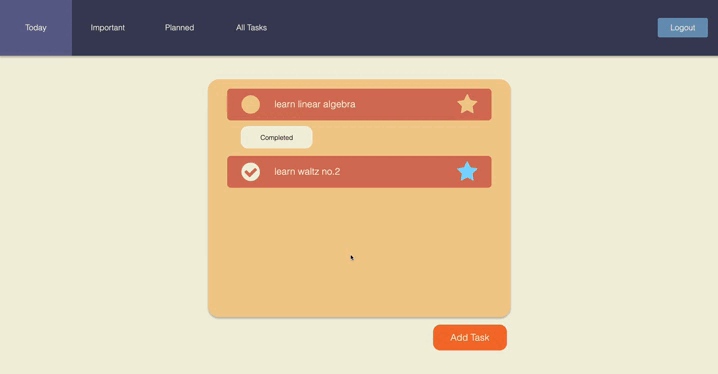 Today
Important
Planned
All Tasks
Logout
learn linear algebra
Completed
learn waltz no.2
Add Task